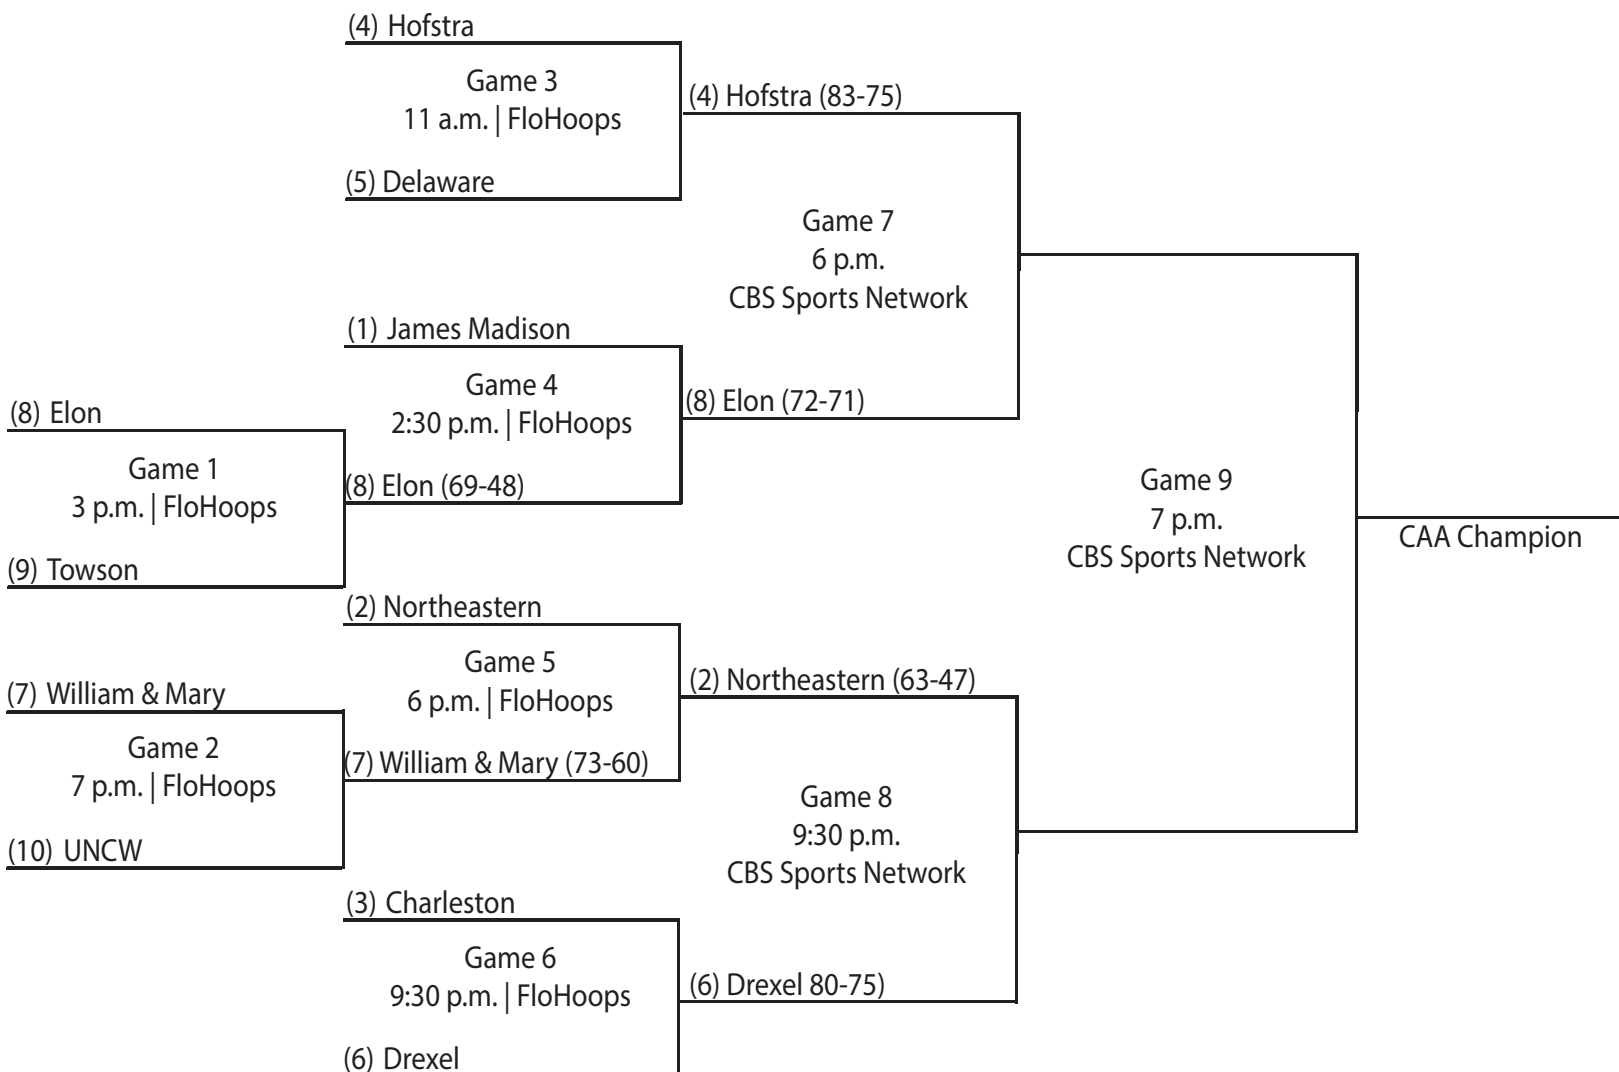 (4) Hofstra
Game 3
11 a.m. | FloHoops
(5) Delaware
(4) Hofstra (83-75)
Game 7
6 p.m.
CBS Sports Network
(1) James Madison
Game 4
2:30 p.m. | FloHoops
(8) Elon (72-71)
(8) Elon
Game 1
3 p.m. | FloHoops
(8) Elon (69-48)
(9) Towson
Game 9
7 p.m.
CBS Sports Network
CAA Champion
(2) Northeastern
Game 5
6 p.m. | FloHoops
(2) Northeastern (63-47)
(7) William & Mary
Game 2
7 p.m. | FloHoops
(7) William & Mary (73-60)
(10) UNCW
Game 8
9:30 p.m.
CBS Sports Network
(3) Charleston
Game 6
9:30 p.m. | FloHoops
(6) Drexel 80-75)
(6) Drexel